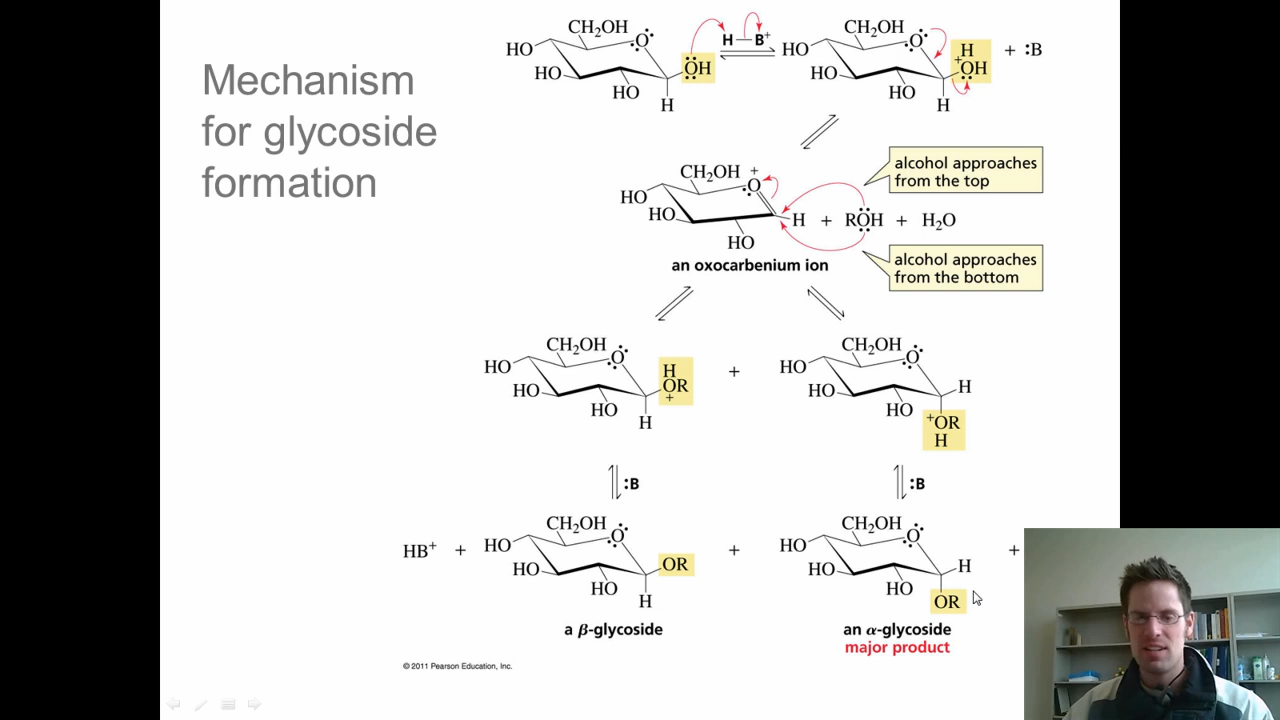 Mechanism
for glycoside
formation
CH₂OH
HO
O
HO
HO
H
OH
H—B⁺
CH₂OH
HO
O
HO
HO
H
H
+
OH
+ :B
alcohol approaches
from the top
CH₂OH
+
O
HO
HO
HO
H + ROH + H₂O
an oxocarbenium ion
alcohol approaches
from the bottom
CH₂OH
HO
O
HO
HO
H
H
OR
+
+
CH₂OH
HO
O
HO
HO
H
⁺OR
H
:B
:B
HB⁺ +
CH₂OH
HO
O
HO
HO
H
OR
+
CH₂OH
HO
O
HO
HO
H
OR
+
a β-glycoside
an α-glycoside
major product
© 2011 Pearson Education, Inc.